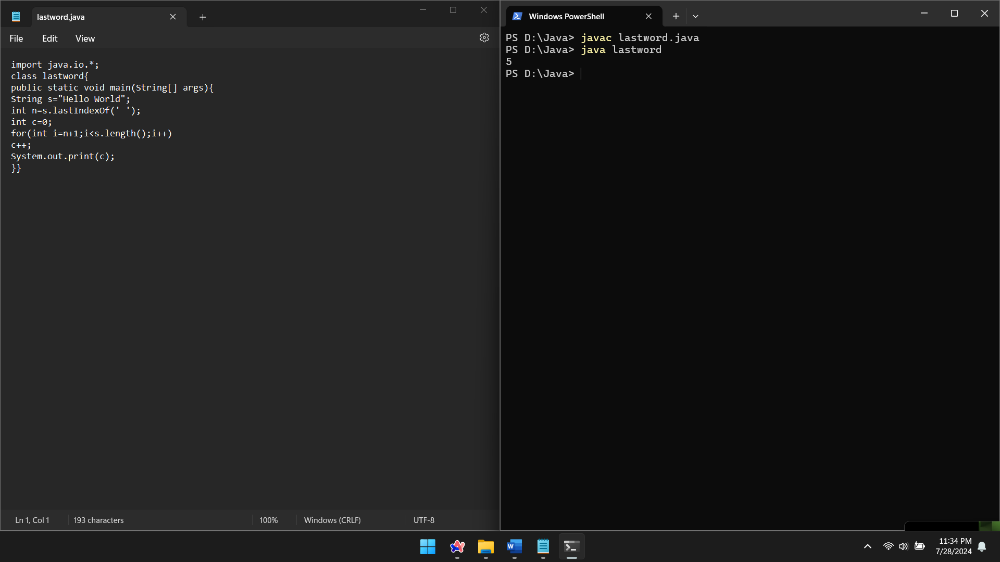 lastword.java
File Edit View
import java.io.*;
class lastword{
public static void main(String[] args){
String s="Hello World";
int n=s.lastIndexOf(' ');
int c=0;
for(int i=n+1;i<s.length();i++)
c++;
System.out.print(c);
}}
Ln 1, Col 1 193 characters 100% Windows (CRLF) UTF-8
Windows PowerShell
PS D:\Java> javac lastword.java
PS D:\Java> java lastword
5
PS D:\Java>
W
11:34 PM
7/28/2024